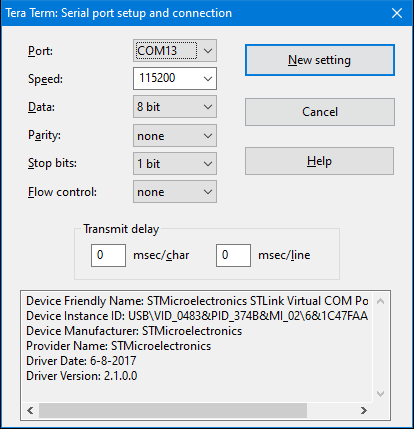 Tera Term: Serial port setup and connection
Port: COM13
New setting
Speed: 115200
Data: 8 bit
Cancel
Parity: none
Stop bits: 1 bit
Help
Flow control: none
Transmit delay
0 msec/char 0 msec/line
Device Friendly Name: STMicroelectronics STLink Virtual COM Po
Device Instance ID: USB\VID_0483&PID_374B&MI_02\6&1C47FAA
Device Manufacturer: STMicroelectronics
Provider Name: STMicroelectronics
Driver Date: 6-8-2017
Driver Version: 2.1.0.0